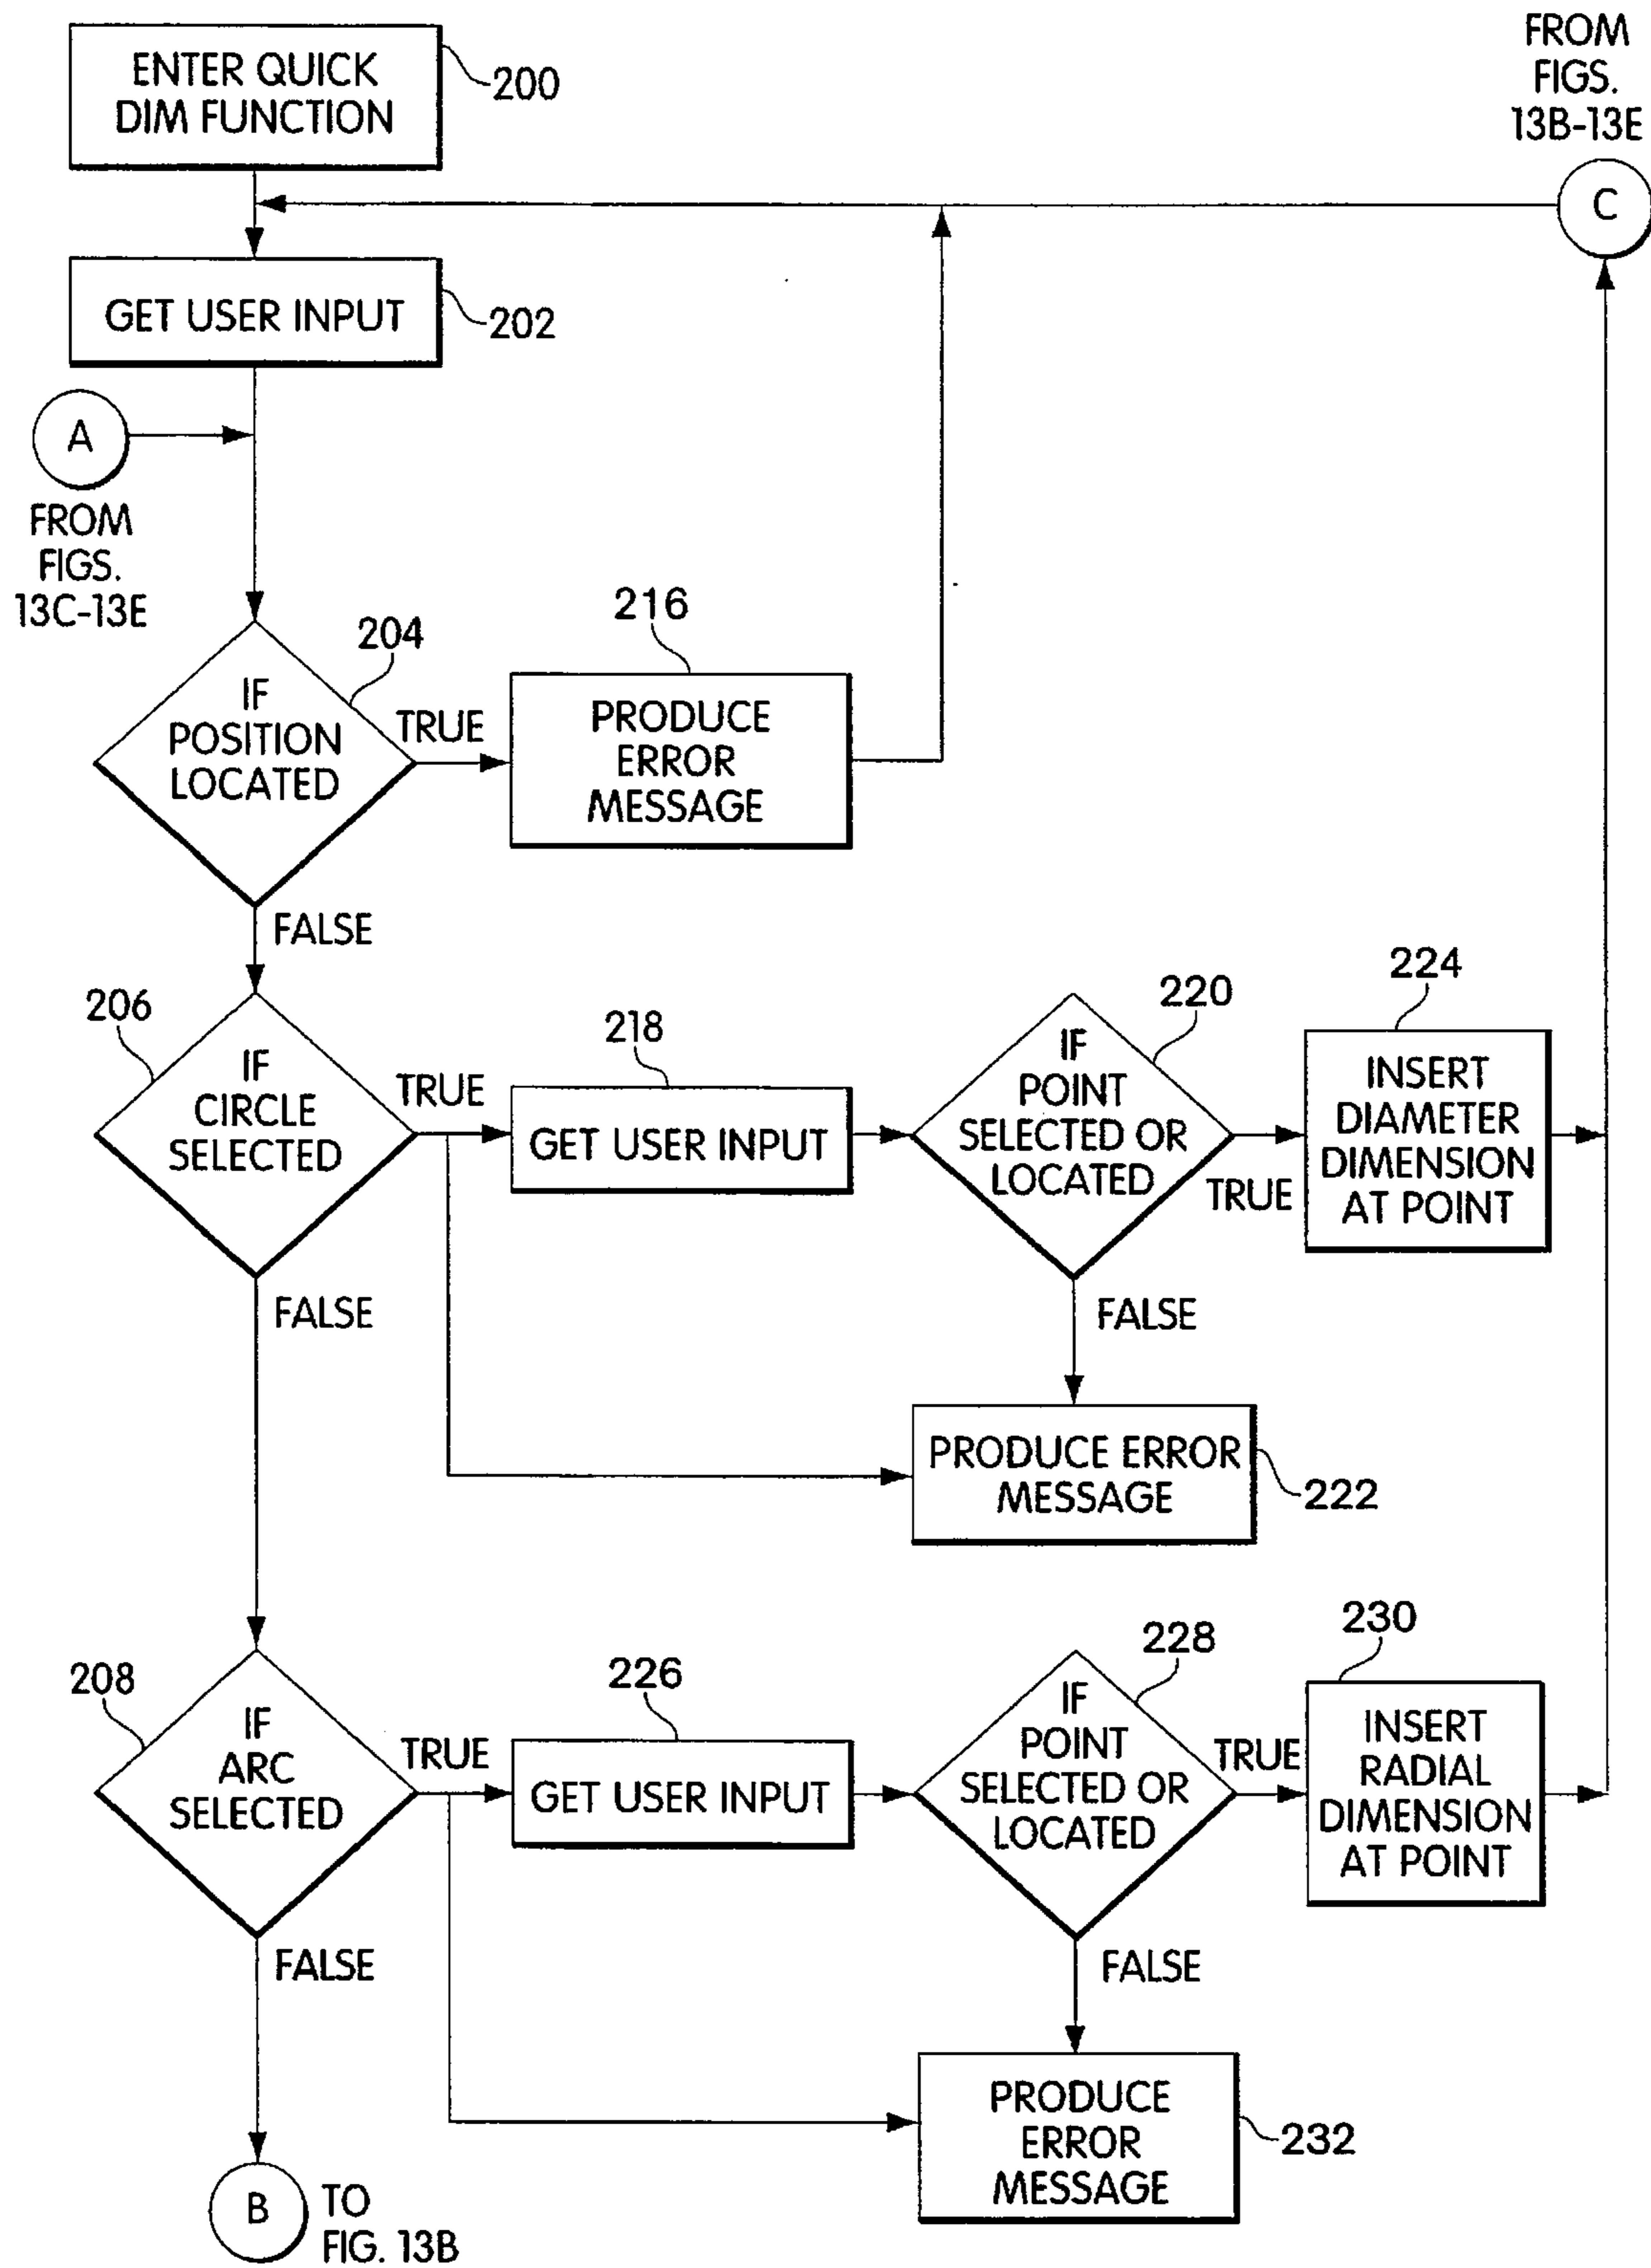 ENTER QUICK
DIM FUNCTION
200
FROM
FIGS.
13B-13E
C
GET USER INPUT
202
A
FROM
FIGS.
13C-13E
IF
POSITION
LOCATED
204
TRUE
216
PRODUCE
ERROR
MESSAGE
FALSE
206
IF
CIRCLE
SELECTED
TRUE
218
GET USER INPUT
220
IF
POINT
SELECTED OR
LOCATED
TRUE
224
INSERT
DIAMETER
DIMENSION
AT POINT
FALSE
FALSE
PRODUCE ERROR
MESSAGE
222
208
IF
ARC
SELECTED
TRUE
226
GET USER INPUT
228
IF
POINT
SELECTED OR
LOCATED
TRUE
230
INSERT
RADIAL
DIMENSION
AT POINT
FALSE
FALSE
PRODUCE
ERROR
MESSAGE
232
B
TO
FIG. 13B